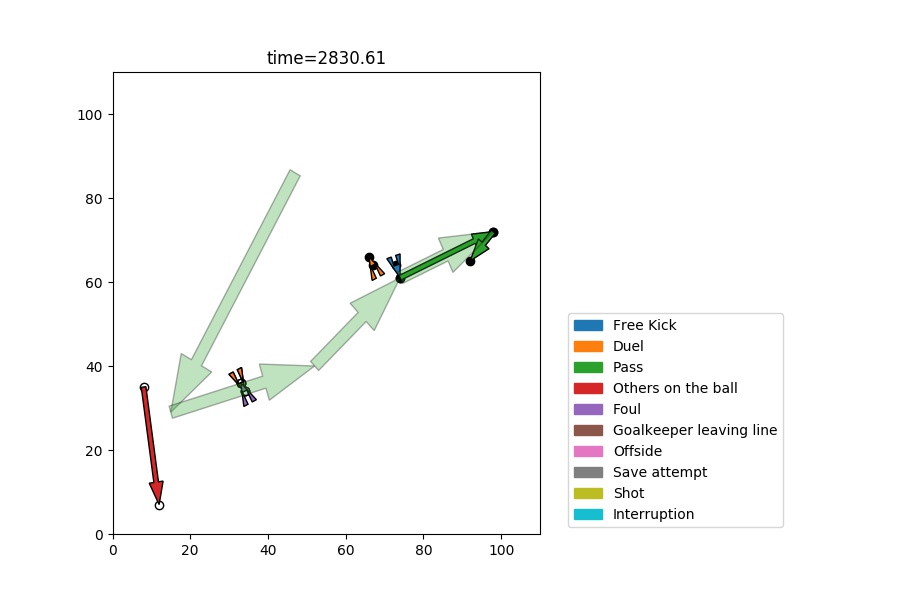 time=2830.61
100
80
60
40
20
0
0 20 40 60 80 100
Free Kick
Duel
Pass
Others on the ball
Foul
Goalkeeper leaving line
Offside
Save attempt
Shot
Interruption